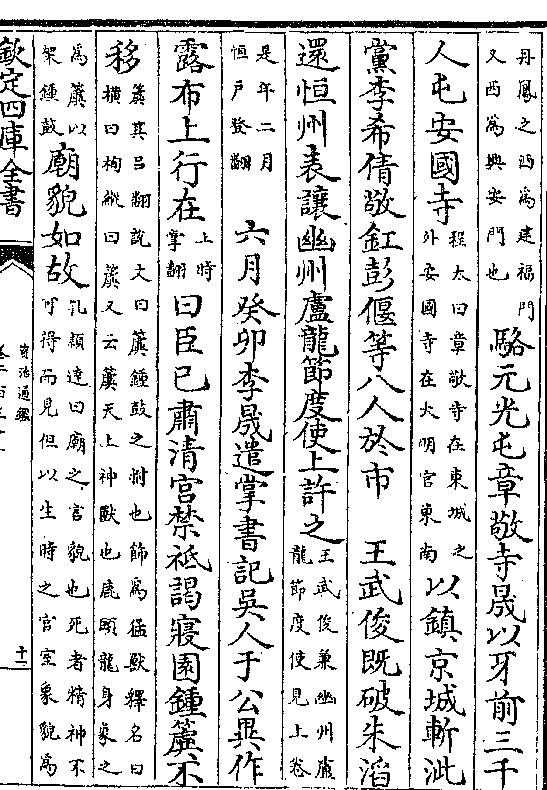 丹鳳之西為建福門
又西為興安門也
駱元光屯章敬寺晟以牙前三千
人屯安國寺
程大曰章敬寺在東城之
外安國寺在大明宮東南
以鎮京城斬泚
黨李希倩敬釭彭偃等八人於市　王武俊既破朱滔
還恒州表讓幽州盧龍節度使上許之
王武俊兼幽州盧
龍節度使見上卷
是年二月
恒戸登翻
六月癸卯李晟遣掌書記吳人于公異作
露布上行在
上時
掌翻
曰臣已肅清宮禁祗謁寢園鍾簴不
移
簴其呂翻說文曰簴鍾鼓之柎也飾為猛獸釋名曰
橫曰栒縱曰簴又云簴天上神獸也鹿頭龍身象之
為簴以
架鍾鼓
廟貌如故
孔穎達曰廟之言貌也死者精神不
可得而見但以生時之宮室象貌為
欽定四庫全書
資治通鑑
十二